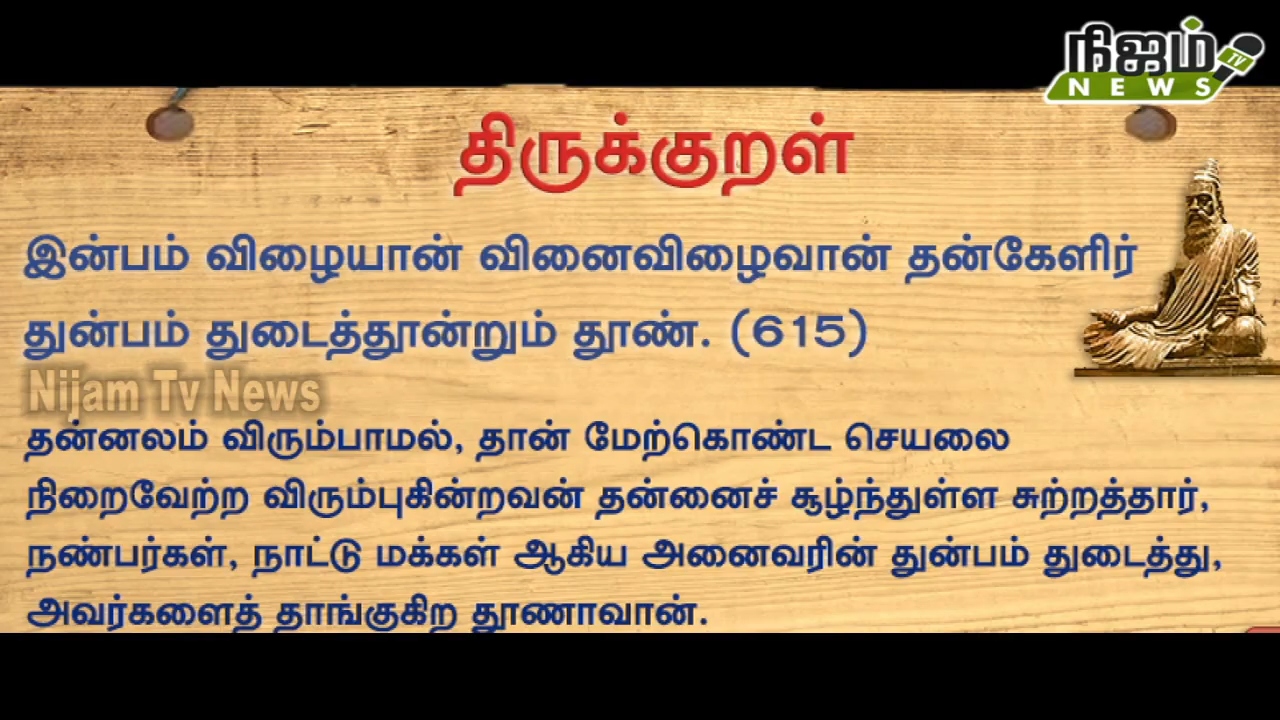 நிஜம்
TV
NEWS
திருக்குறள்
இன்பம் விழையான் வினைவிழைவான் தன்கேளிர்
துன்பம் துடைத்தூன்றும் தூண். (615)
Nijam Tv News
தன்னலம் விரும்பாமல், தான் மேற்கொண்ட செயலை
நிறைவேற்ற விரும்புகின்றவன் தன்னைச் சூழ்ந்துள்ள சுற்றத்தார்,
நண்பர்கள், நாட்டு மக்கள் ஆகிய அனைவரின் துன்பம் துடைத்து,
அவர்களைத் தாங்குகிற தூணாவான்.